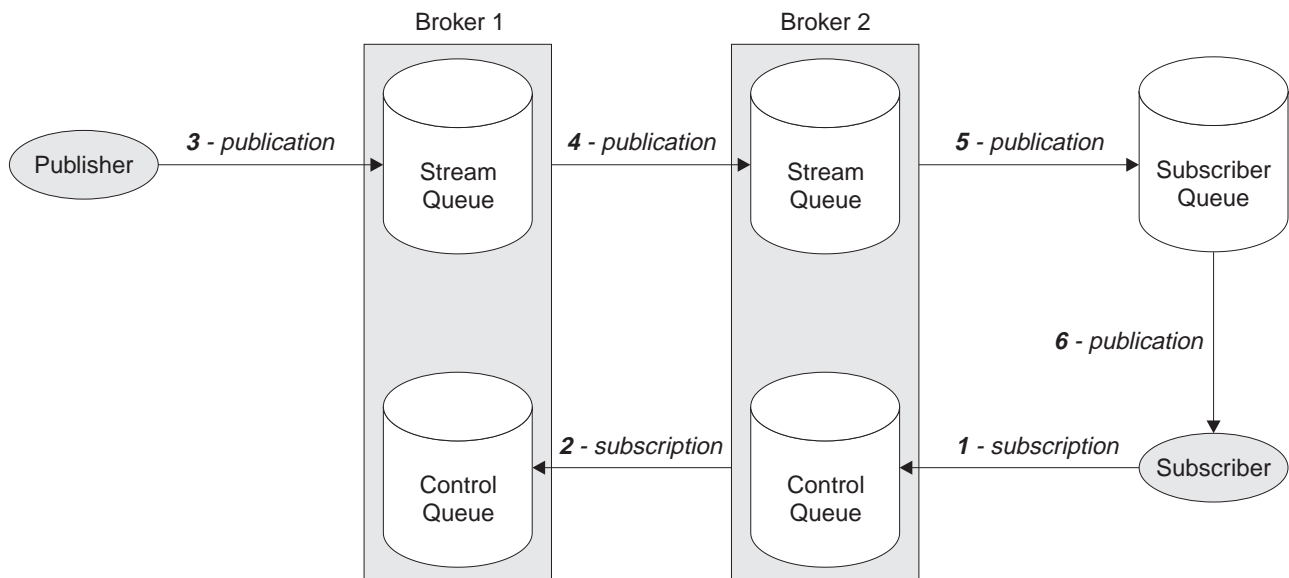 Broker 1
Broker 2
3 - publication
4 - publication
5 - publication
Publisher
Stream
Queue
Stream
Queue
Subscriber
Queue
6 - publication
2 - subscription
1 - subscription
Control
Queue
Control
Queue
Subscriber